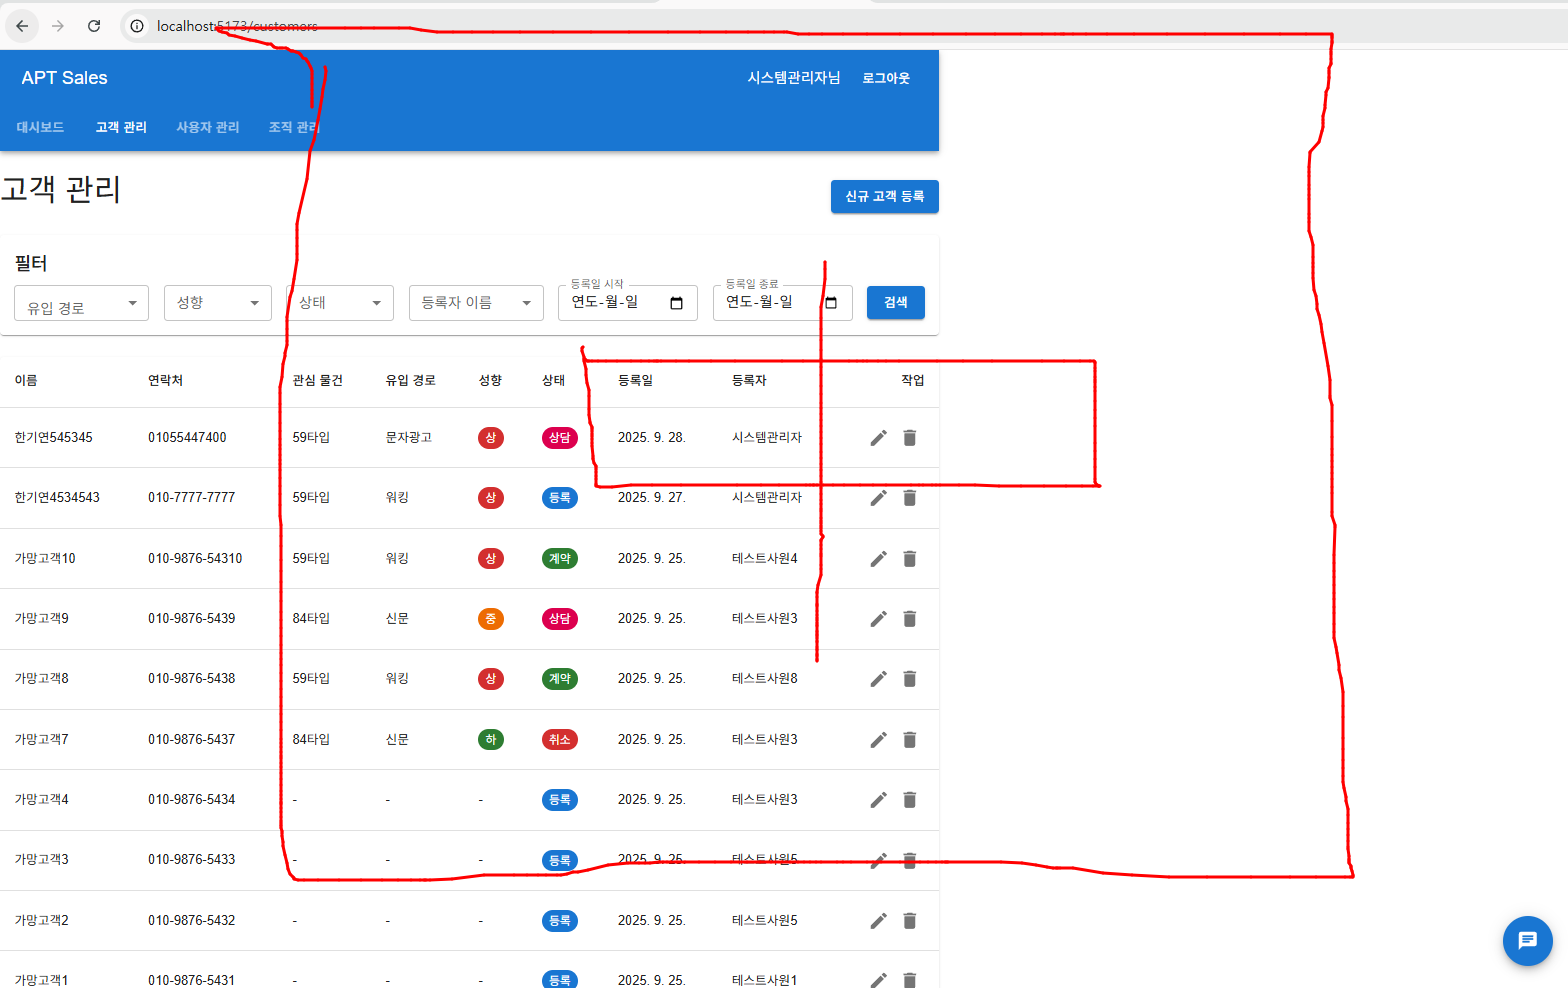 localhost:5173/customers
APT Sales 시스템관리자님 로그아웃
대시보드 고객 관리 사용자 관리 조직 관리
고객 관리
신규 고객 등록
필터
등록일 시작 등록일 종료
유입 경로 성향 상태 등록자 이름 연도-월-일 연도-월-일 검색
이름 연락처 관심 물건 유입 경로 성향 상태 등록일 등록자 작업
한기연545345 01055447400 59타입 문자광고 상 상담 2025. 9. 28. 시스템관리자
한기연4534543 010-7777-7777 59타입 워킹 상 등록 2025. 9. 27. 시스템관리자
가망고객10 010-9876-54310 59타입 워킹 상 계약 2025. 9. 25. 테스트사원4
가망고객9 010-9876-5439 84타입 신문 중 상담 2025. 9. 25. 테스트사원3
가망고객8 010-9876-5438 59타입 워킹 상 계약 2025. 9. 25. 테스트사원8
가망고객7 010-9876-5437 84타입 신문 하 취소 2025. 9. 25. 테스트사원3
가망고객4 010-9876-5434 - - - 등록 2025. 9. 25. 테스트사원3
가망고객3 010-9876-5433 - - - 등록 2025. 9. 25. 테스트사원5
가망고객2 010-9876-5432 - - - 등록 2025. 9. 25. 테스트사원5
가망고객1 010-9876-5431 - - - 등록 2025. 9. 25. 테스트사원1